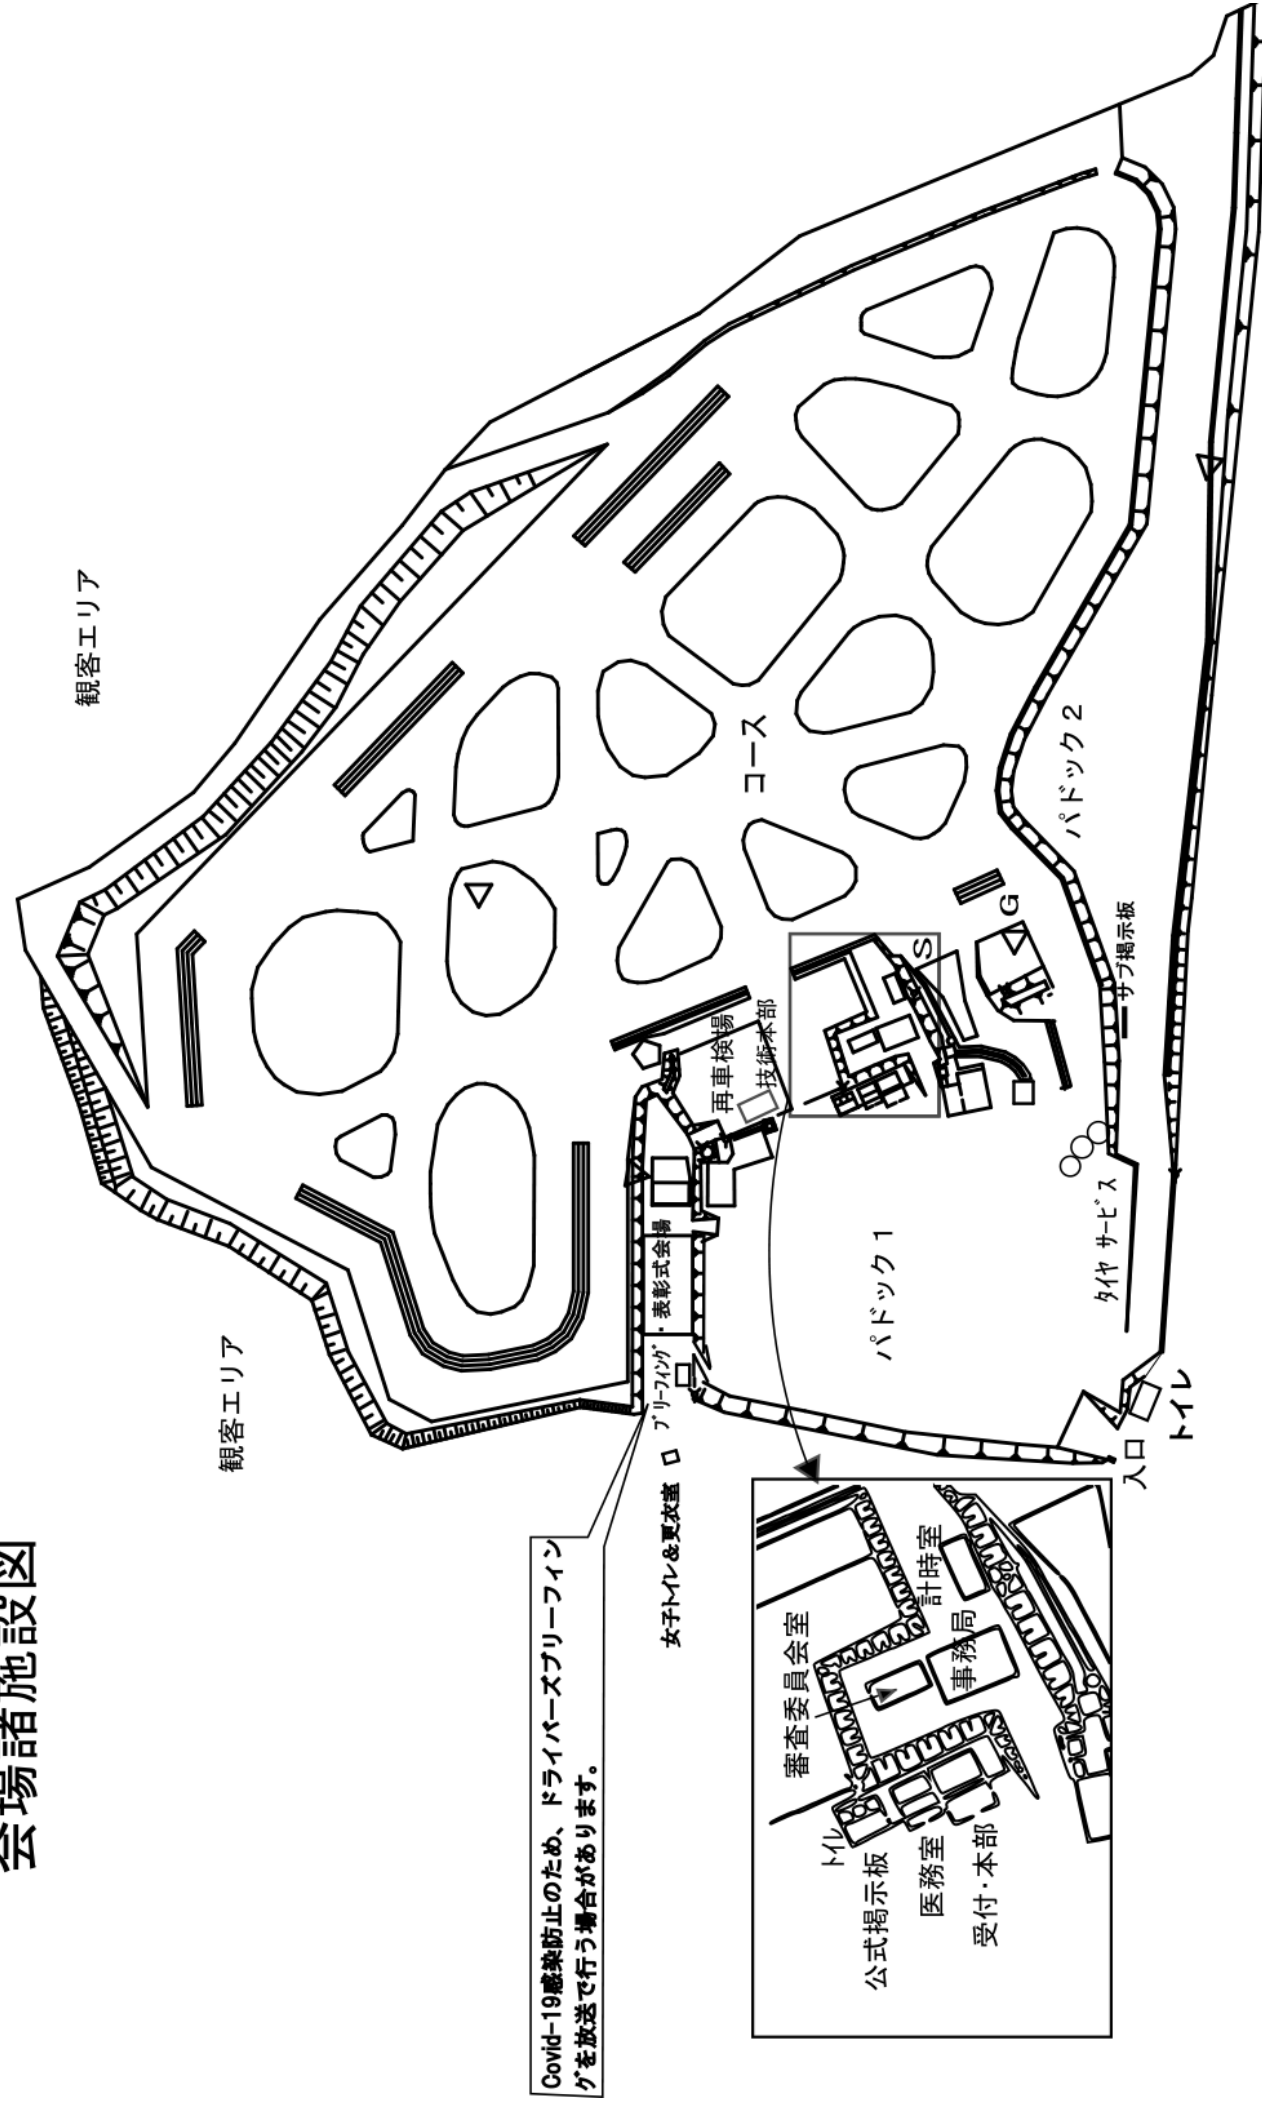 会場諸施設図
観客エリア
観客エリア
Covid-19感染防止のため、ドライバーズブリーフィン
グを放送で行う場合があります。
女子トイレ&更衣室
ブリーフィング・表彰式会場
再車検場
技術本部
コース
S
G
パドック1
パドック2
サブ掲示板
タイヤ サービス
入口
トイレ
審査委員会室
計時室
事務局
トイレ
公式掲示板
医務室
受付・本部